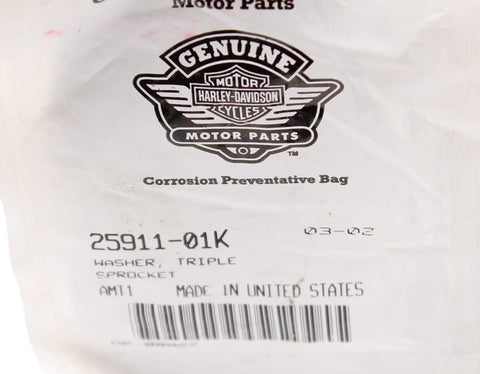 Motor Parts
GENUINE
MOTOR
HARLEY-DAVIDSON
CYCLES
MOTOR PARTS
™
Corrosion Preventative Bag
25911-01K 03-02
WASHER, TRIPLE
SPROCKET
AMT1 MADE IN UNITED STATES